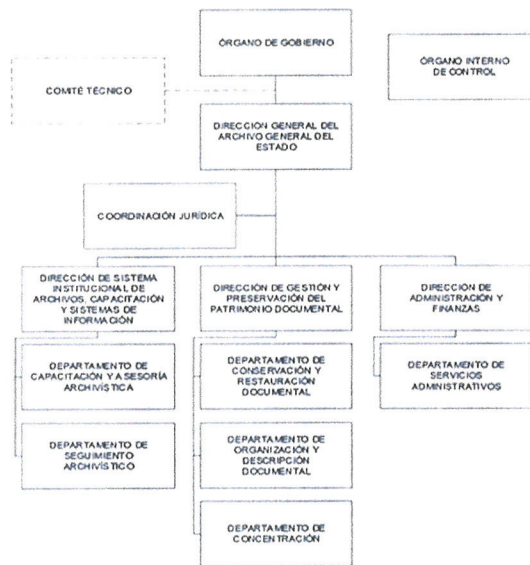 ÓRGANO DE GOBIERNO
ÓRGANO INTERNO
DE CONTROL
COMITÉ TÉCNICO
DIRECCIÓN GENERAL DEL
ARCHIVO GENERAL DEL
ESTADO
COORDINACIÓN JURÍDICA
DIRECCIÓN DE SISTEMA
INSTITUCIONAL DE
ARCHIVOS, CAPACITACIÓN
Y SISTEMAS DE
INFORMACIÓN
DIRECCIÓN DE GESTIÓN Y
PRESERVACIÓN DEL
PATRIMONIO DOCUMENTAL
DIRECCIÓN DE
ADMINISTRACIÓN Y
FINANZAS
DEPARTAMENTO DE
CAPACITACIÓN Y ASESORÍA
ARCHIVÍSTICA
DEPARTAMENTO DE
CONSERVACIÓN Y
RESTAURACIÓN
DOCUMENTAL
DEPARTAMENTO DE
SERVICIOS
ADMINISTRATIVOS
DEPARTAMENTO DE
SEGUIMIENTO
ARCHIVÍSTICO
DEPARTAMENTO DE
ORGANIZACIÓN Y
DESCRIPCIÓN
DOCUMENTAL
DEPARTAMENTO DE
CONCENTRACIÓN